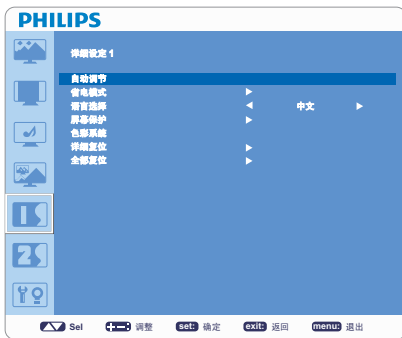 PHILIPS
详细设定 1
自动调节
省电模式
语言选择 中文
屏幕保护
色彩系统
详细复位
全部复位
1
2
Sel 调整 set: 确定 exit: 返回 menu: 退出